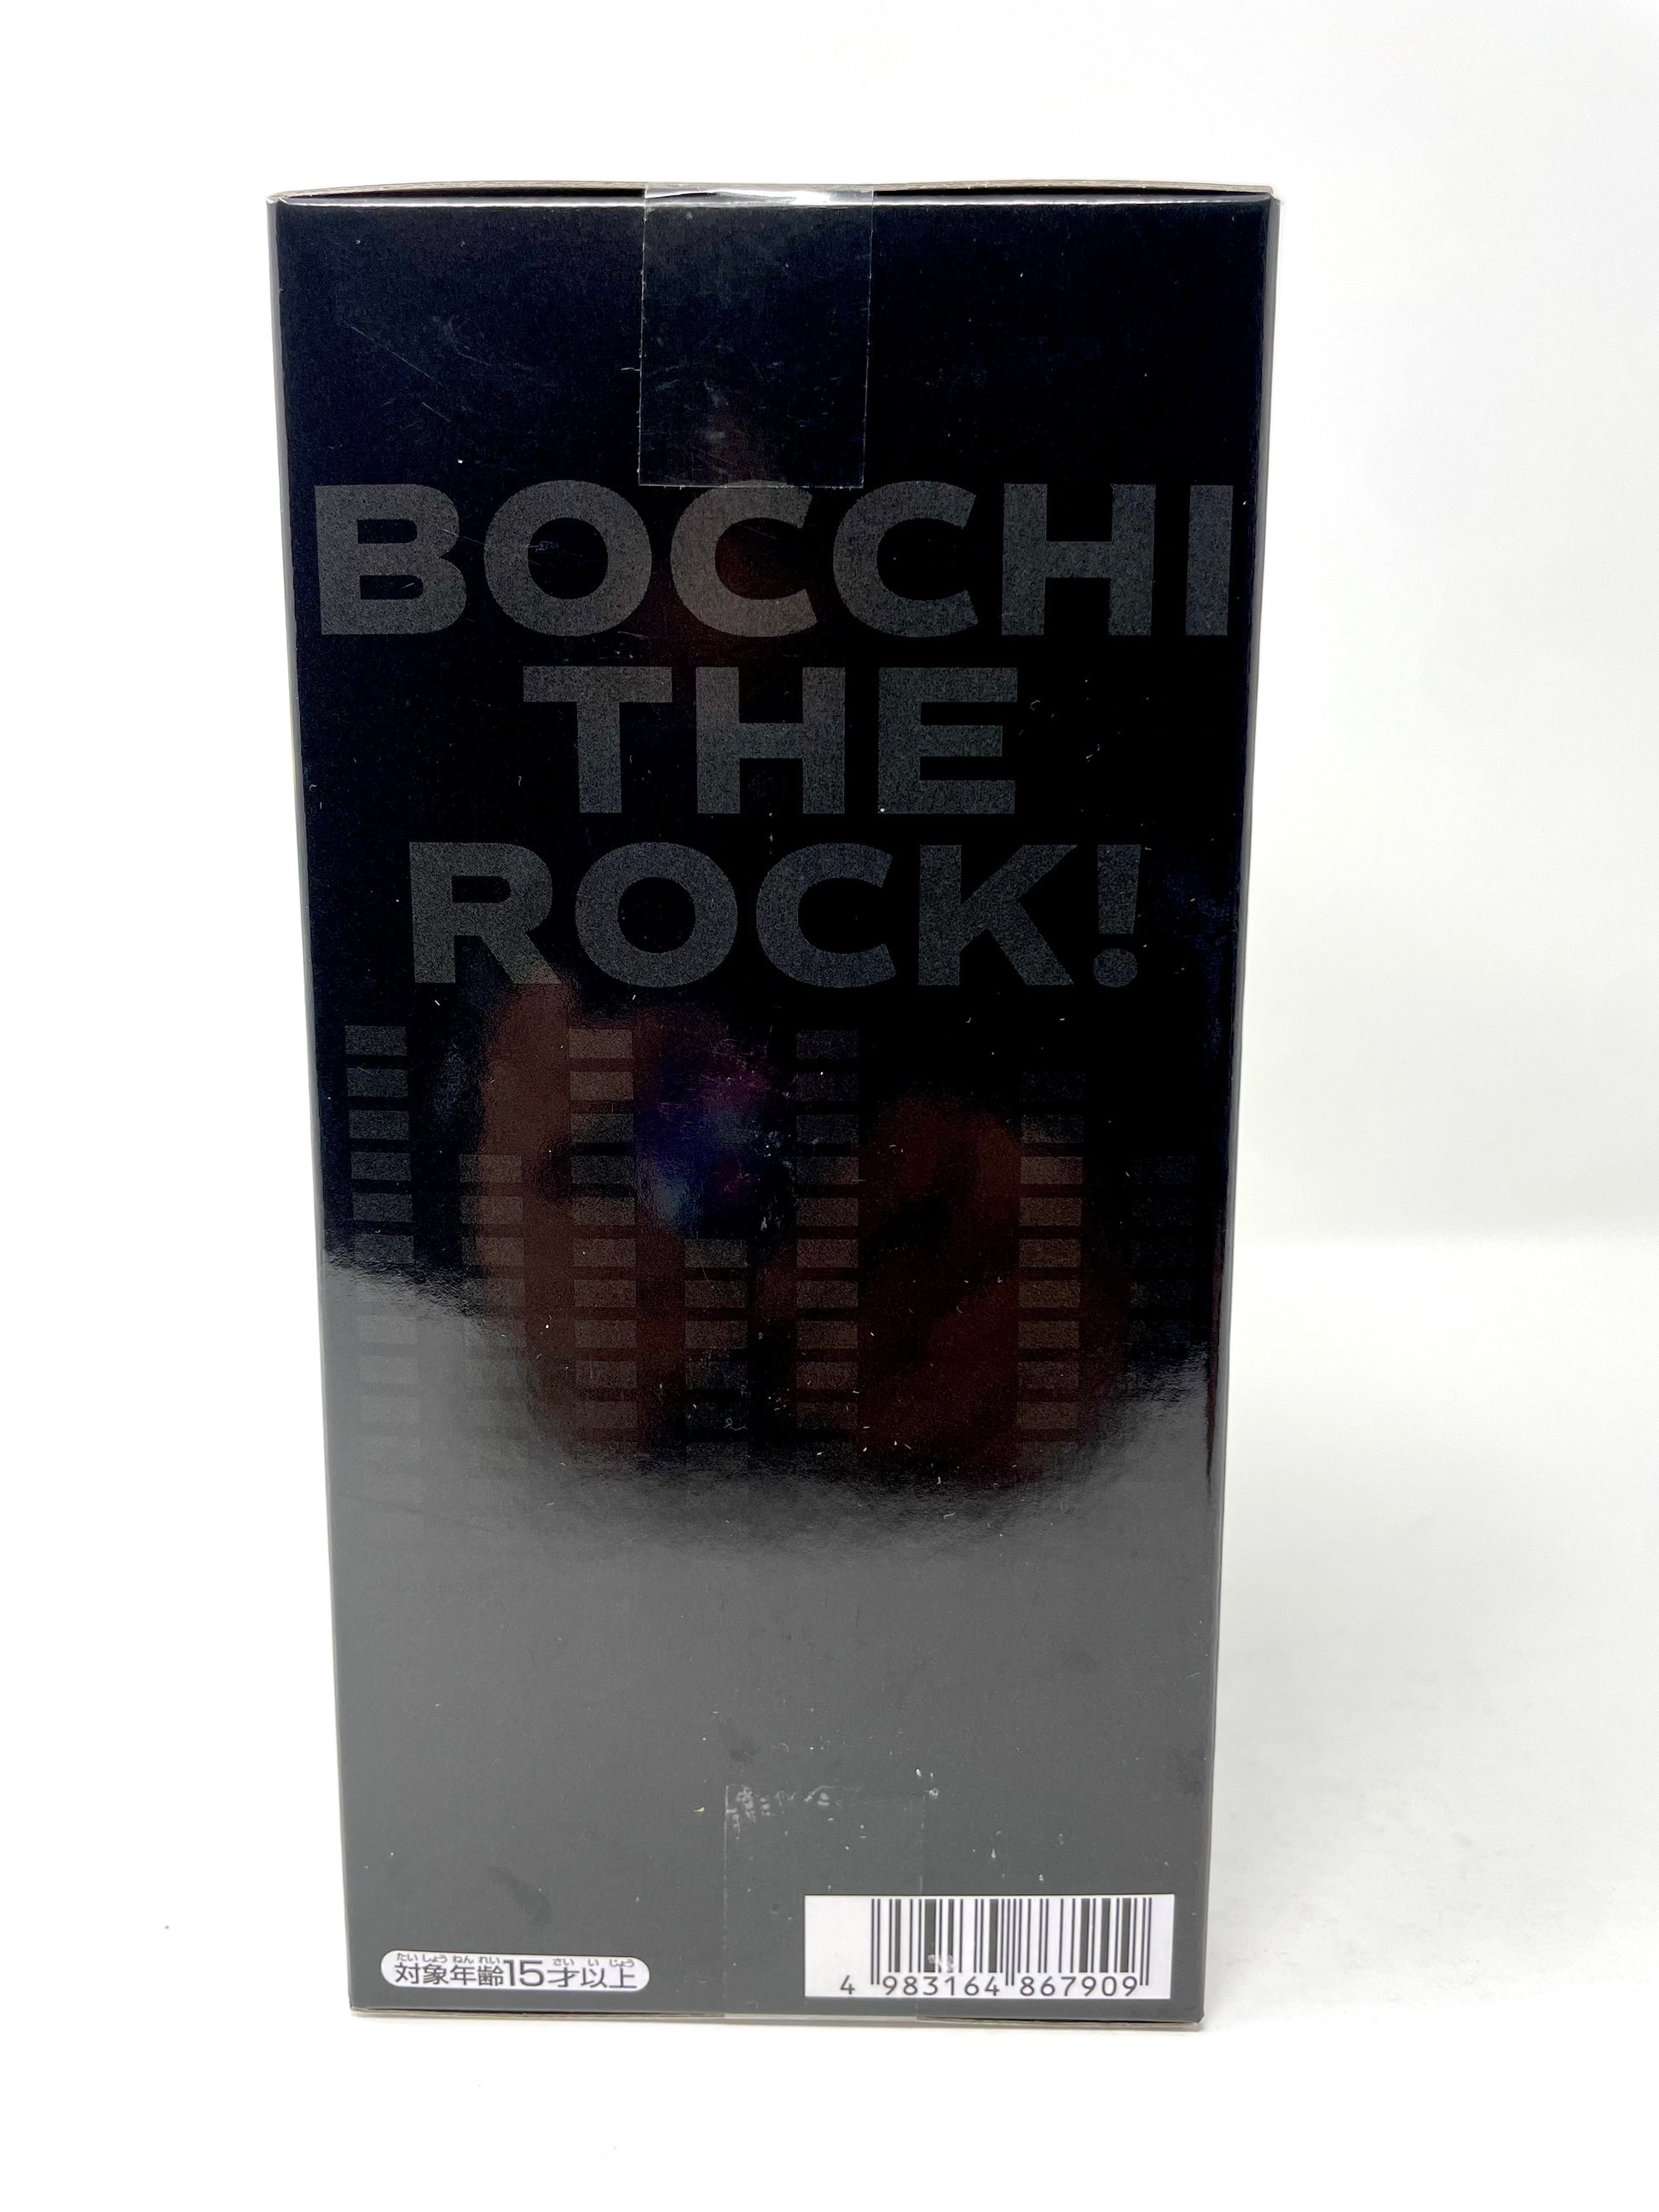 BOCCHI
THE
ROCK!
たいしょうねんれい さい いじょう
対象年齢15才以上
4 983164 867909